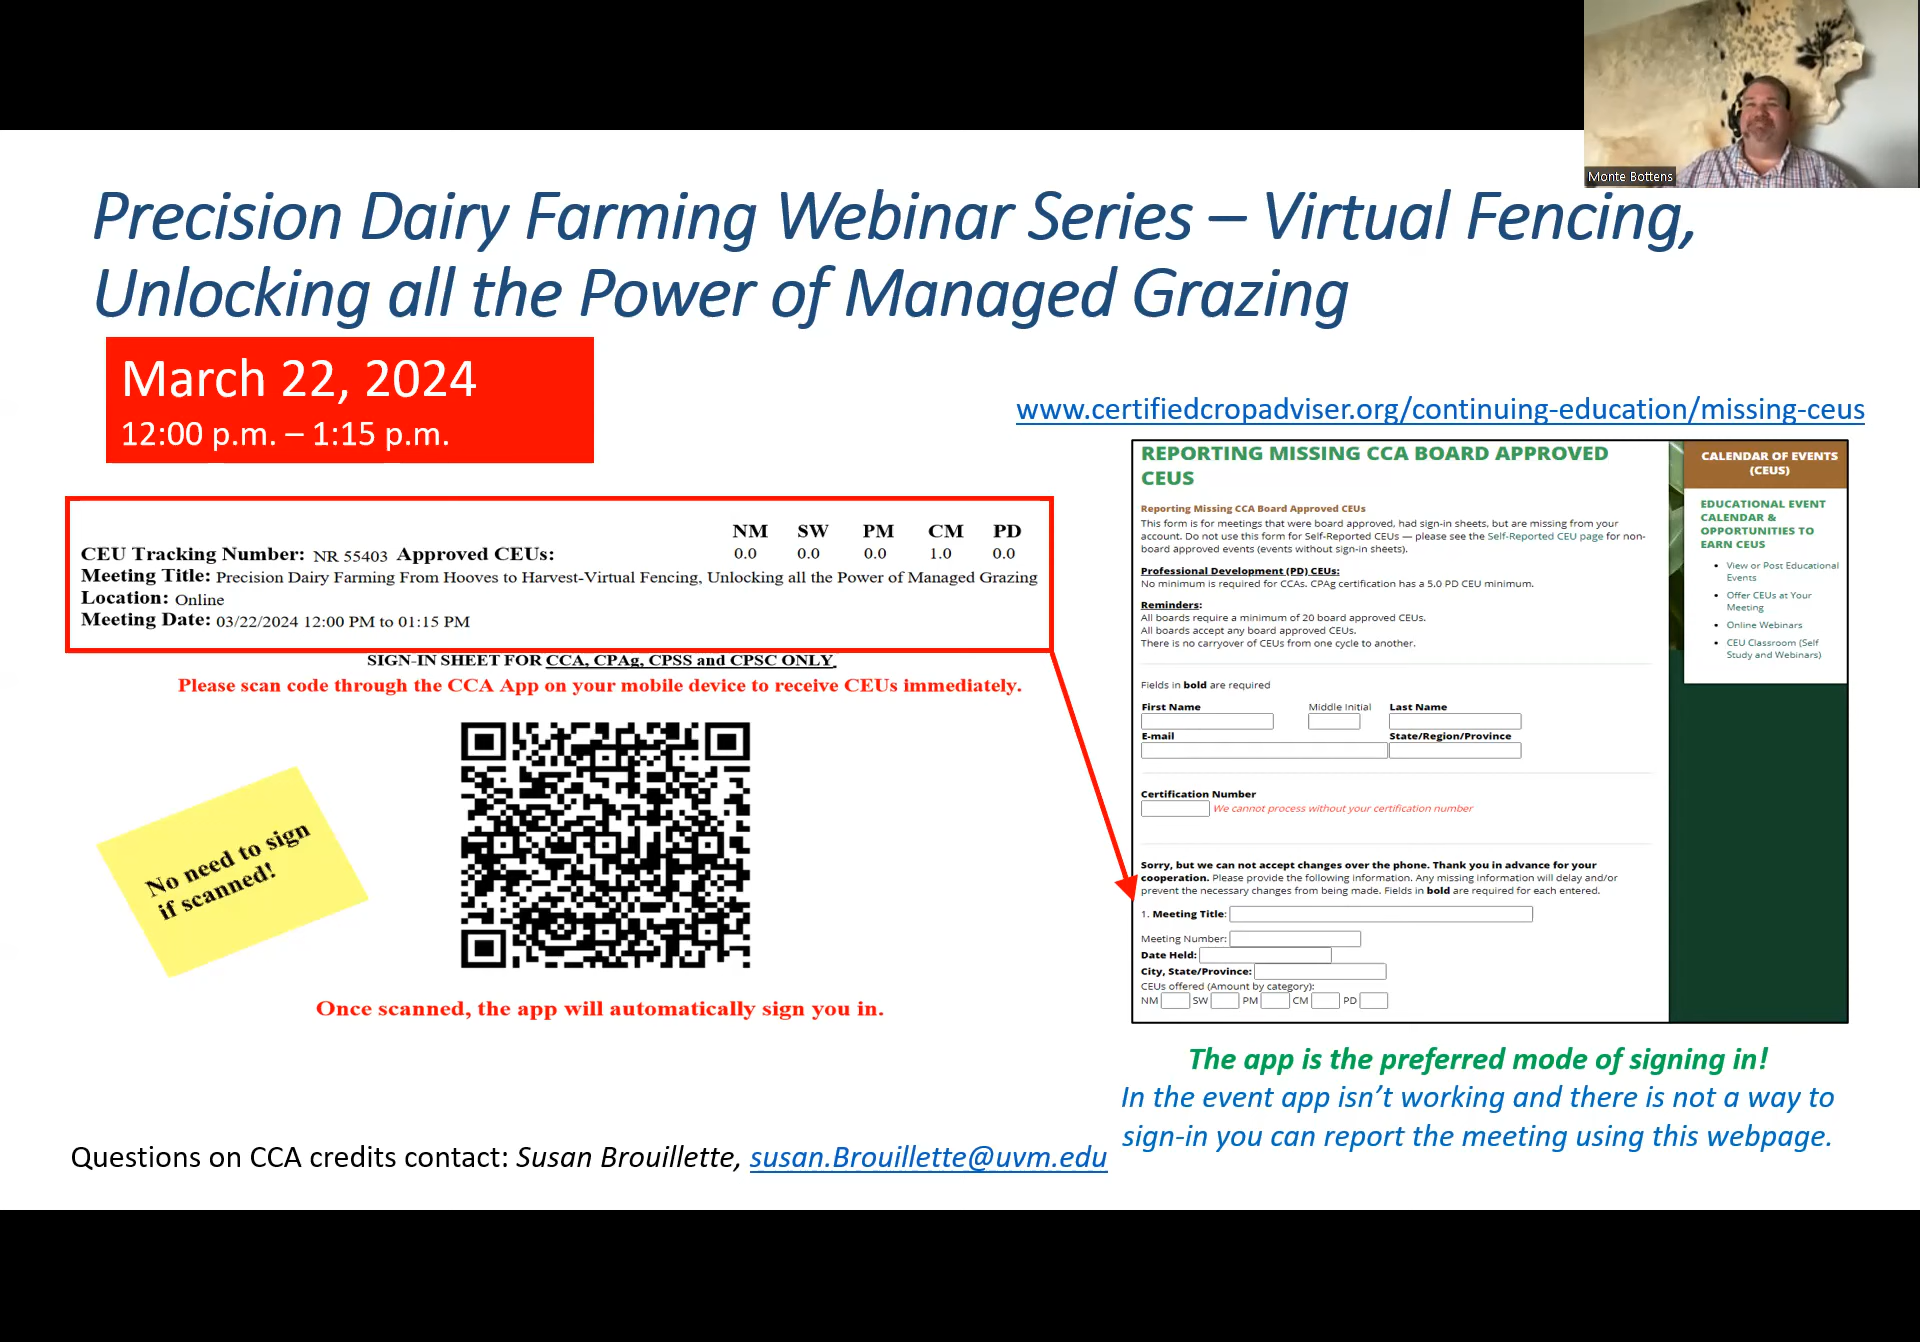 Monte Bottens
Precision Dairy Farming Webinar Series – Virtual Fencing,
Unlocking all the Power of Managed Grazing
March 22, 2024
12:00 p.m. – 1:15 p.m.
NM SW PM CM PD
CEU Tracking Number: NR 55403 Approved CEUs: 0.0 0.0 0.0 1.0 0.0
Meeting Title: Precision Dairy Farming From Hooves to Harvest-Virtual Fencing, Unlocking all the Power of Managed Grazing
Location: Online
Meeting Date: 03/22/2024 12:00 PM to 01:15 PM
SIGN-IN SHEET FOR CCA, CPAg, CPSS and CPSC ONLY.
Please scan code through the CCA App on your mobile device to receive CEUs immediately.
No need to sign
if scanned!
Once scanned, the app will automatically sign you in.
Questions on CCA credits contact: Susan Brouillette, susan.Brouillette@uvm.edu
www.certifiedcropadviser.org/continuing-education/missing-ceus
REPORTING MISSING CCA BOARD APPROVED
CEUS
Reporting Missing CCA Board Approved CEUs
This form is for meetings that were board approved, had sign-in sheets, but are missing from your
account. Do not use this form for Self-Reported CEUs — please see the Self-Reported CEU page for non-
board approved events (events without sign-in sheets).
Professional Development (PD) CEUs:
No minimum is required for CCAs. CPAg certification has a 5.0 PD CEU minimum.
Reminders:
All boards require a minimum of 20 board approved CEUs.
All boards accept any board approved CEUs.
There is no carryover of CEUs from one cycle to another.
Fields in bold are required
First Name Middle Initial Last Name
E-mail State/Region/Province
Certification Number
We cannot process without your certification number
Sorry, but we can not accept changes over the phone. Thank you in advance for your
cooperation. Please provide the following information. Any missing information will delay and/or
prevent the necessary changes from being made. Fields in bold are required for each entered.
1. Meeting Title:
Meeting Number:
Date Held:
City, State/Province:
CEUs offered (Amount by category):
NM SW PM CM PD
CALENDAR OF EVENTS
(CEUS)
EDUCATIONAL EVENT
CALENDAR &
OPPORTUNITIES TO
EARN CEUS
View or Post Educational
Events
Offer CEUs at Your
Meeting
Online Webinars
CEU Classroom (Self
Study and Webinars)
The app is the preferred mode of signing in!
In the event app isn't working and there is not a way to
sign-in you can report the meeting using this webpage.